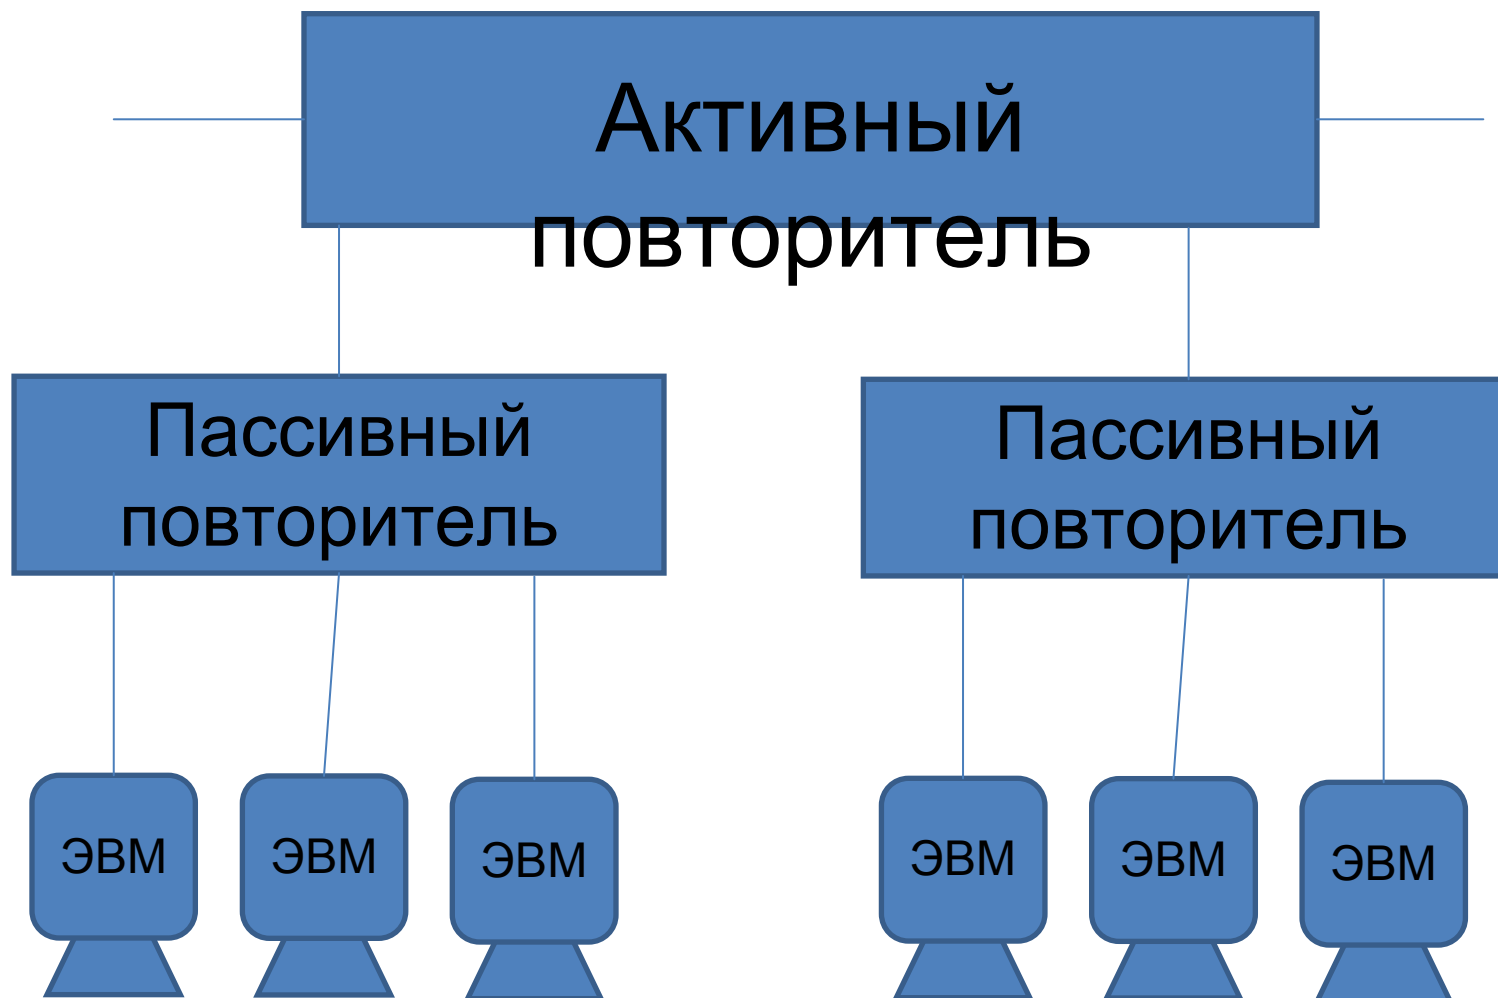 Активный
повторитель
Пассивный
повторитель
Пассивный
повторитель
ЭВМ
ЭВМ
ЭВМ
ЭВМ
ЭВМ
ЭВМ